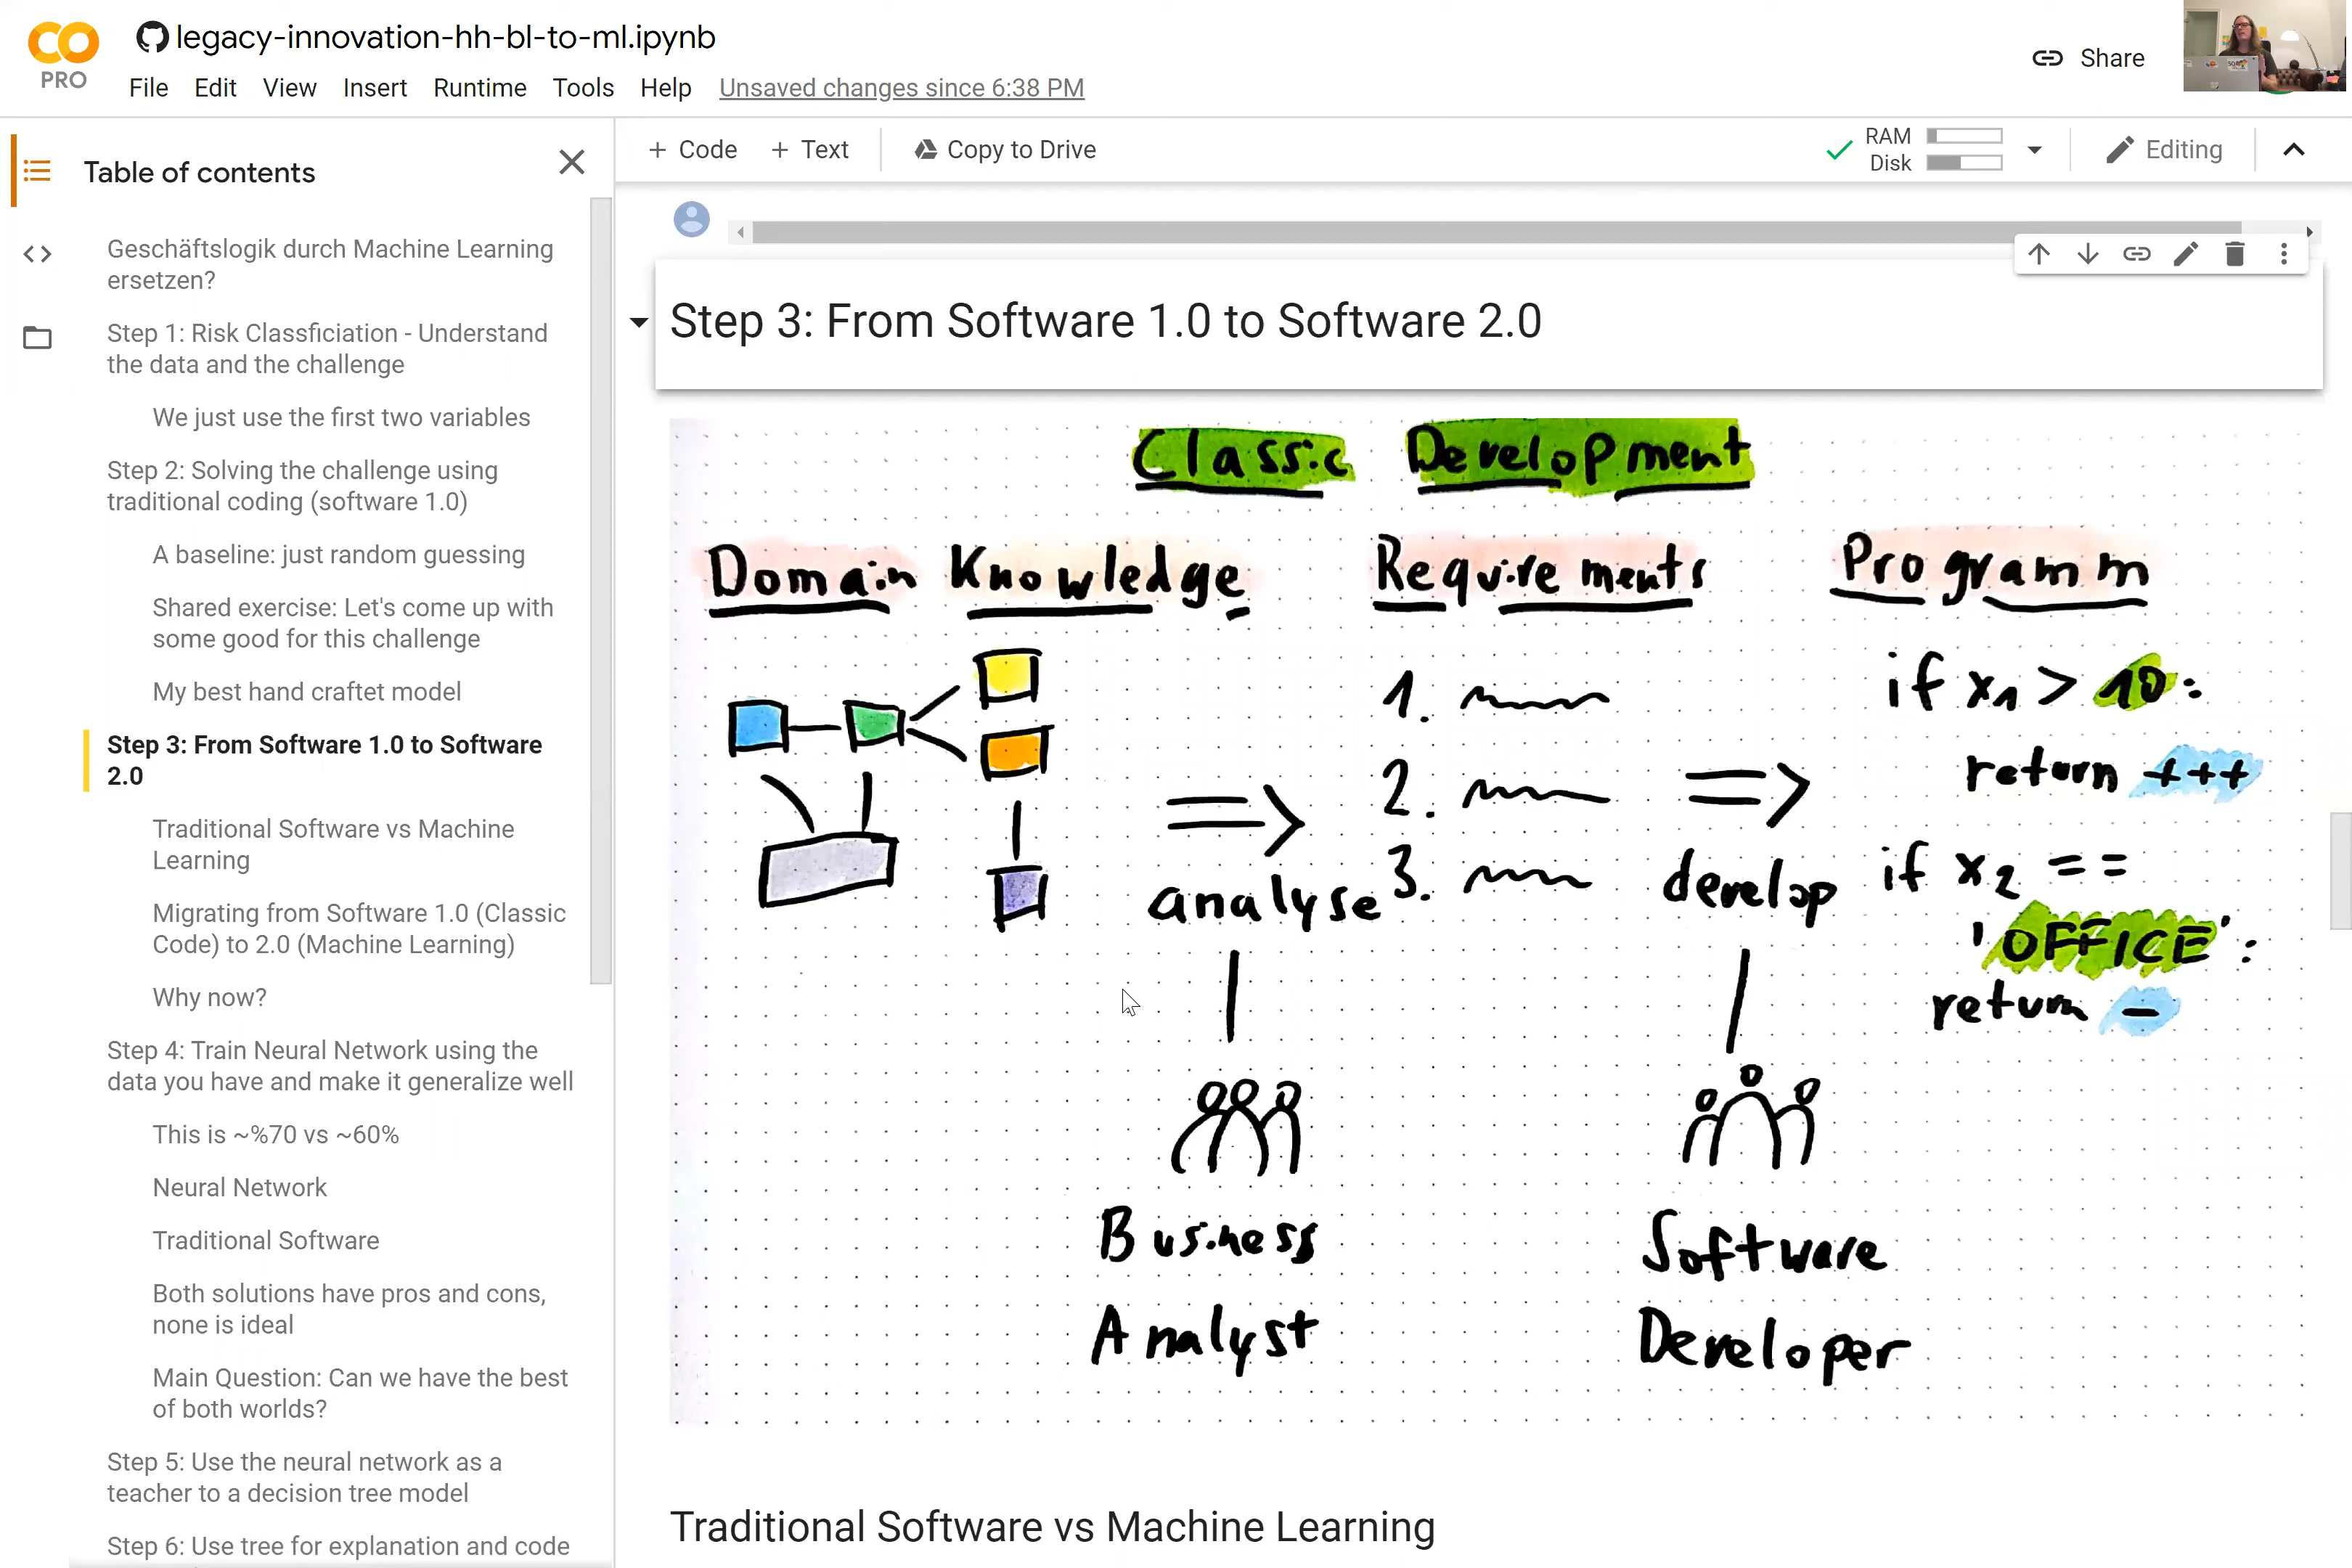 legacy-innovation-hh-bl-to-ml.ipynb
PRO
File Edit View Insert Runtime Tools Help Unsaved changes since 6:38 PM
Share
Table of contents
+ Code + Text Copy to Drive
RAM
Disk
Editing
Geschäftslogik durch Machine Learning
ersetzen?
Step 1: Risk Classficiation - Understand
the data and the challenge
We just use the first two variables
Step 2: Solving the challenge using
traditional coding (software 1.0)
A baseline: just random guessing
Shared exercise: Let's come up with
some good for this challenge
My best hand craftet model
Step 3: From Software 1.0 to Software
2.0
Traditional Software vs Machine
Learning
Migrating from Software 1.0 (Classic
Code) to 2.0 (Machine Learning)
Why now?
Step 4: Train Neural Network using the
data you have and make it generalize well
This is ~%70 vs ~60%
Neural Network
Traditional Software
Both solutions have pros and cons,
none is ideal
Main Question: Can we have the best
of both worlds?
Step 5: Use the neural network as a
teacher to a decision tree model
Step 6: Use tree for explanation and code
Step 3: From Software 1.0 to Software 2.0
Classic Development
Domain Knowledge
Requirements
Programm
1.
2.
3.
=> analyse
=> develop
if x1 > 10:
return +++
if x2 ==
'OFFICE':
return -
Business
Analyst
Software
Developer
Traditional Software vs Machine Learning